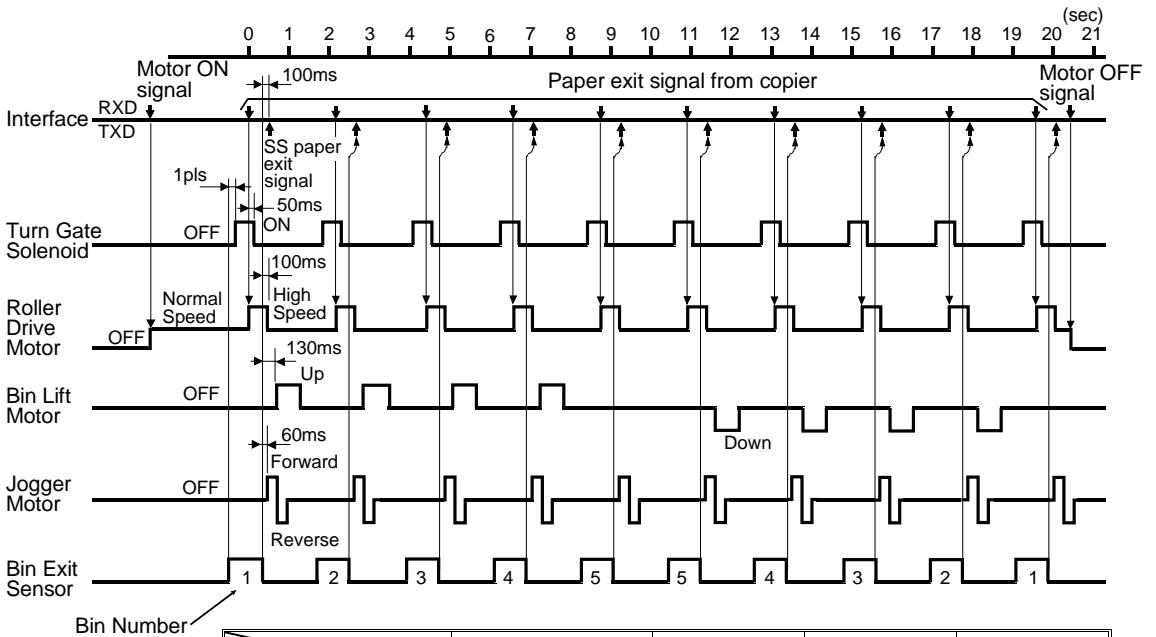 (sec)
0 1 2 3 4 5 6 7 8 9 10 11 12 13 14 15 16 17 18 19 20 21
Motor ON
signal
100ms
Paper exit signal from copier
Motor OFF
signal
Interface
RXD
TXD
SS paper
exit
signal
1pls
50ms
Turn Gate
Solenoid
OFF
ON
100ms
Roller
Drive
Motor
OFF
Normal
Speed
High
Speed
130ms
Up
Bin Lift
Motor
OFF
Down
60ms
Forward
Jogger
Motor
OFF
Reverse
Bin Exit
Sensor
1 2 3 4 5 5 4 3 2 1
Bin Number